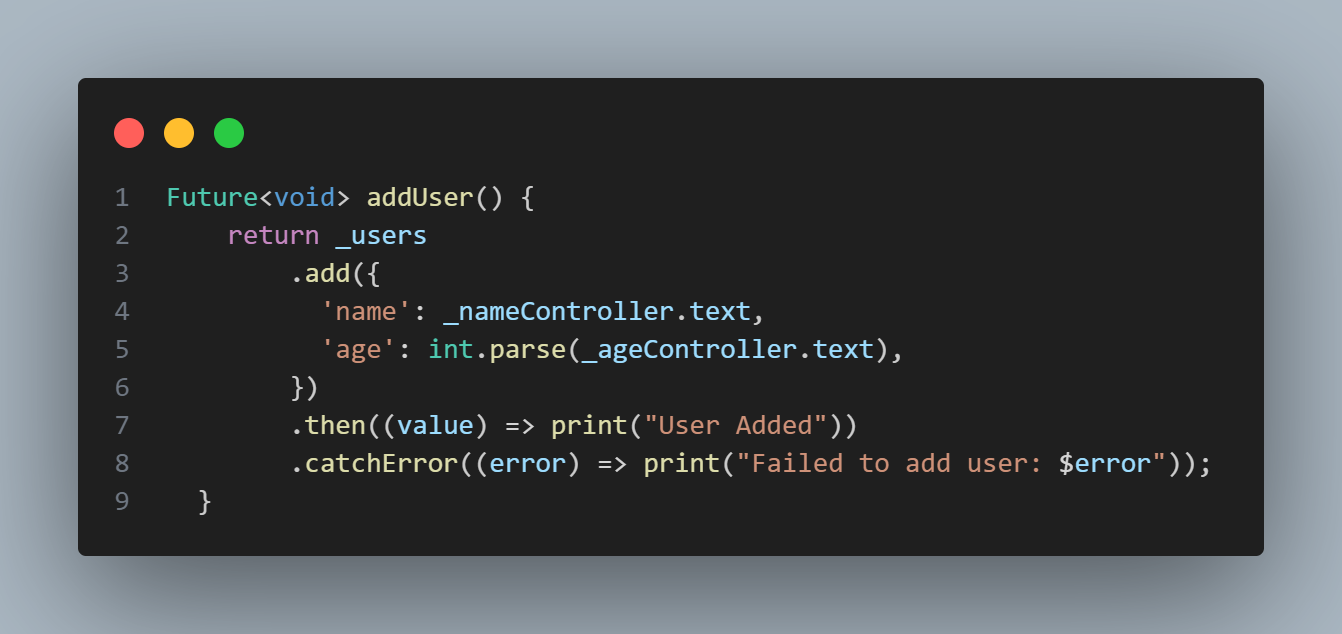 1 Future<void> addUser() {
2     return _users
3         .add({
4           'name': _nameController.text,
5           'age': int.parse(_ageController.text),
6         })
7         .then((value) => print("User Added"))
8         .catchError((error) => print("Failed to add user: $error"));
9   }